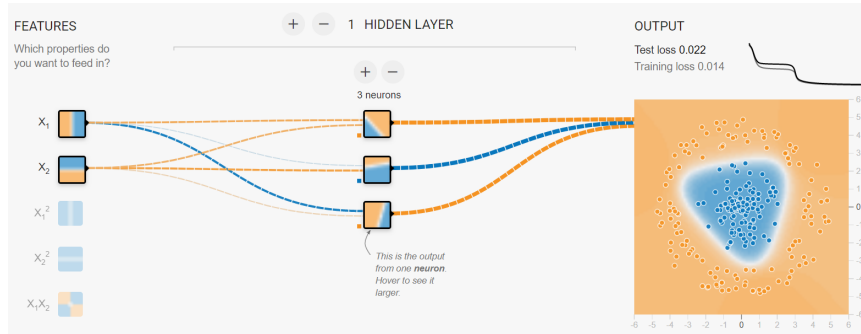 FEATURES
Which properties do
you want to feed in?
X1
X2
X1²
X2²
X1X2
+ − 1 HIDDEN LAYER
+ −
3 neurons
This is the output
from one neuron.
Hover to see it
larger.
OUTPUT
Test loss 0.022
Training loss 0.014
6
5
4
3
2
1
0
-1
-2
-3
-4
-5
-6
-6 -5 -4 -3 -2 -1 0 1 2 3 4 5 6